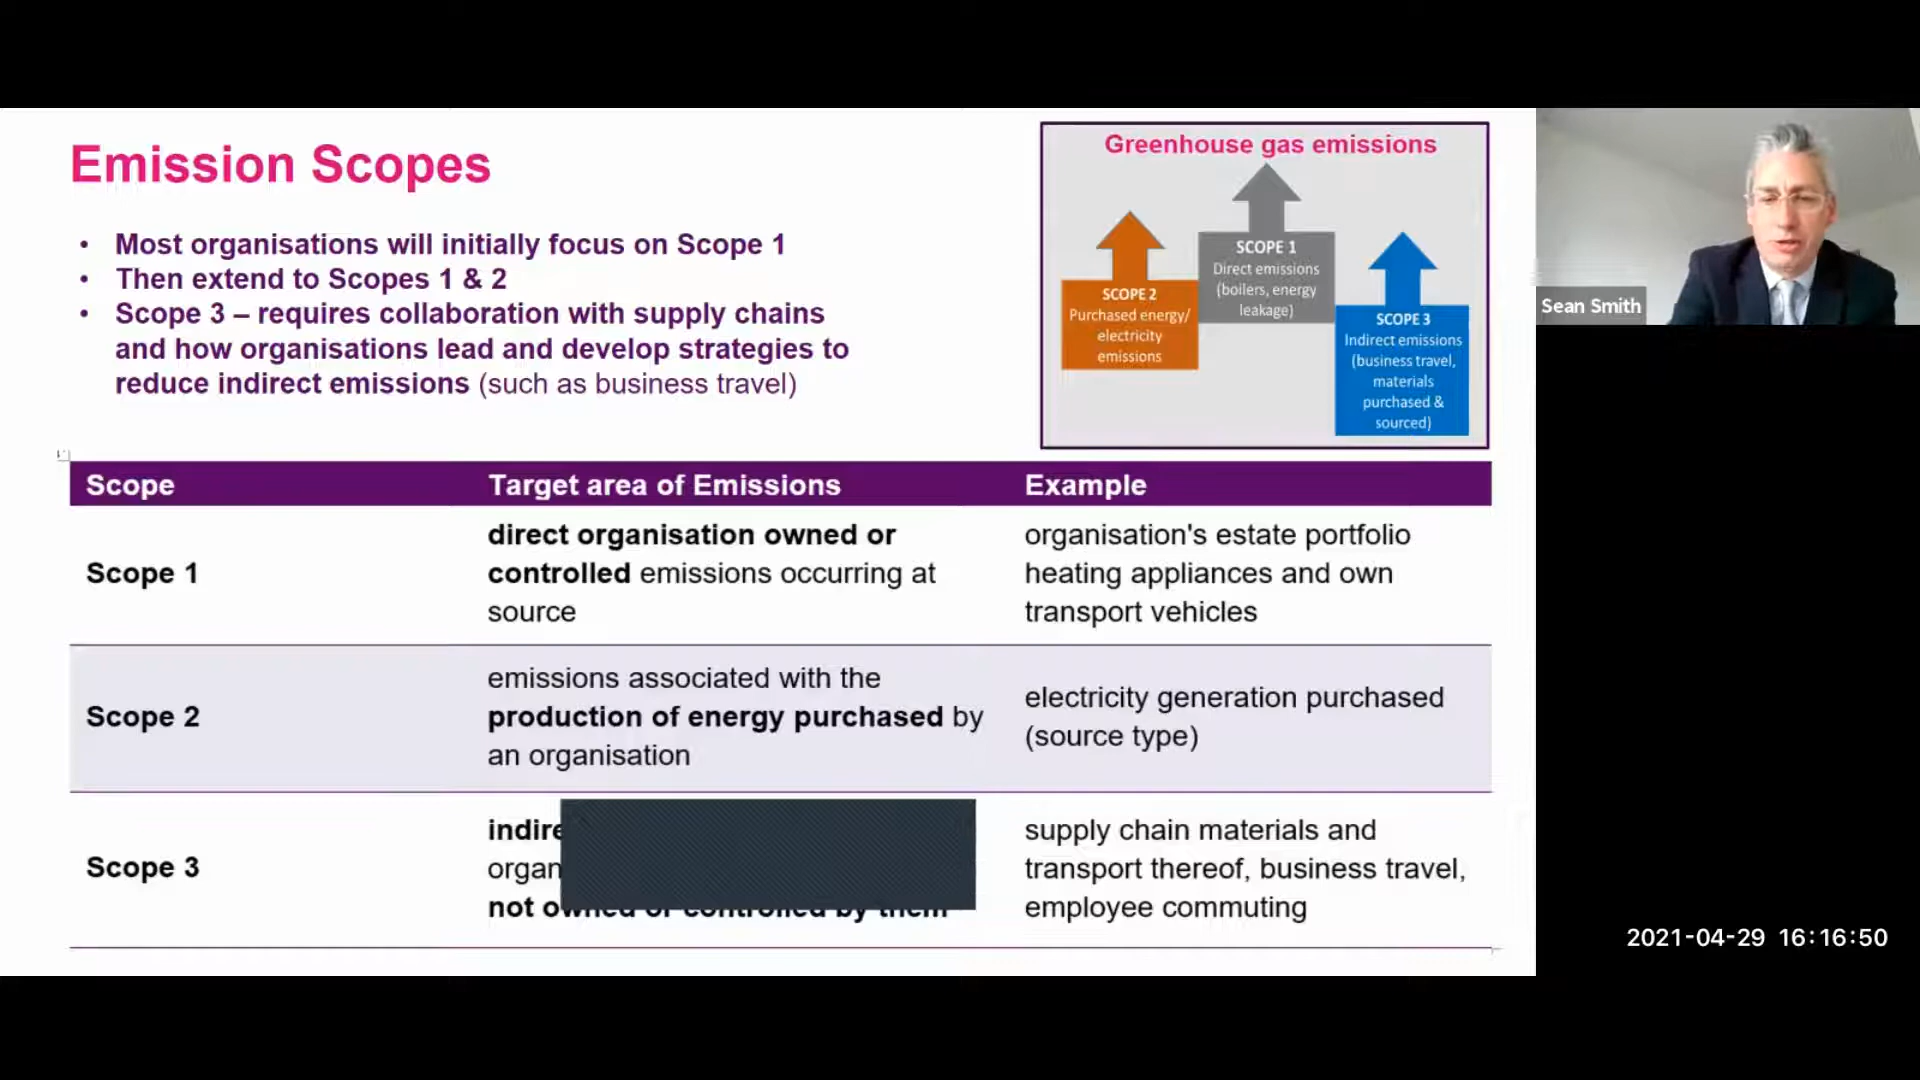 Emission Scopes
• Most organisations will initially focus on Scope 1
• Then extend to Scopes 1 & 2
• Scope 3 – requires collaboration with supply chains
and how organisations lead and develop strategies to
reduce indirect emissions (such as business travel)
Greenhouse gas emissions
SCOPE 2
Purchased energy/
electricity
emissions
SCOPE 1
Direct emissions
(boilers, energy
leakage)
SCOPE 3
Indirect emissions
(business travel,
materials
purchased &
sourced)
Sean Smith
Scope Target area of Emissions Example
Scope 1
direct organisation owned or
controlled emissions occurring at
source
organisation's estate portfolio
heating appliances and own
transport vehicles
Scope 2
emissions associated with the
production of energy purchased by
an organisation
electricity generation purchased
(source type)
Scope 3
not owned or controlled by them
supply chain materials and
transport thereof, business travel,
employee commuting
2021-04-29 16:16:50